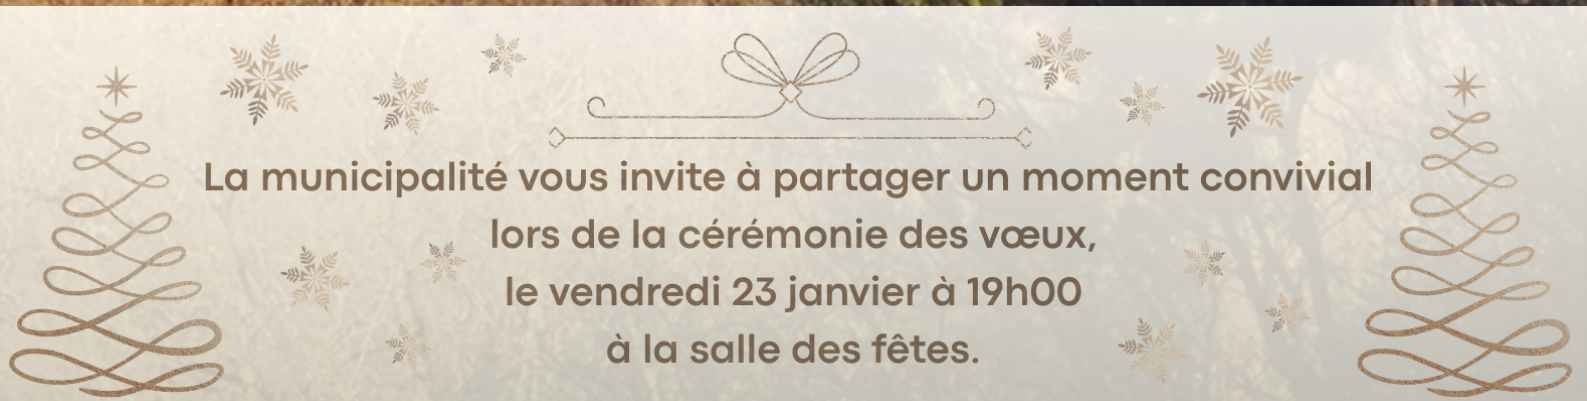 La municipalité vous invite à partager un moment convivial
lors de la cérémonie des vœux,
le vendredi 23 janvier à 19h00
à la salle des fêtes.